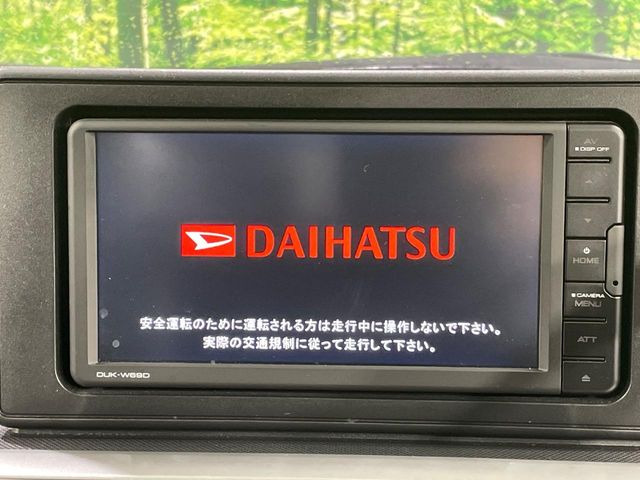 AV
DISP OFF
DAIHATSU
HOME
CAMERA
MENU
安全運転のために運転される方は走行中に操作しないで下さい。
実際の交通規制に従って走行して下さい。
ATT
DUK-W69D